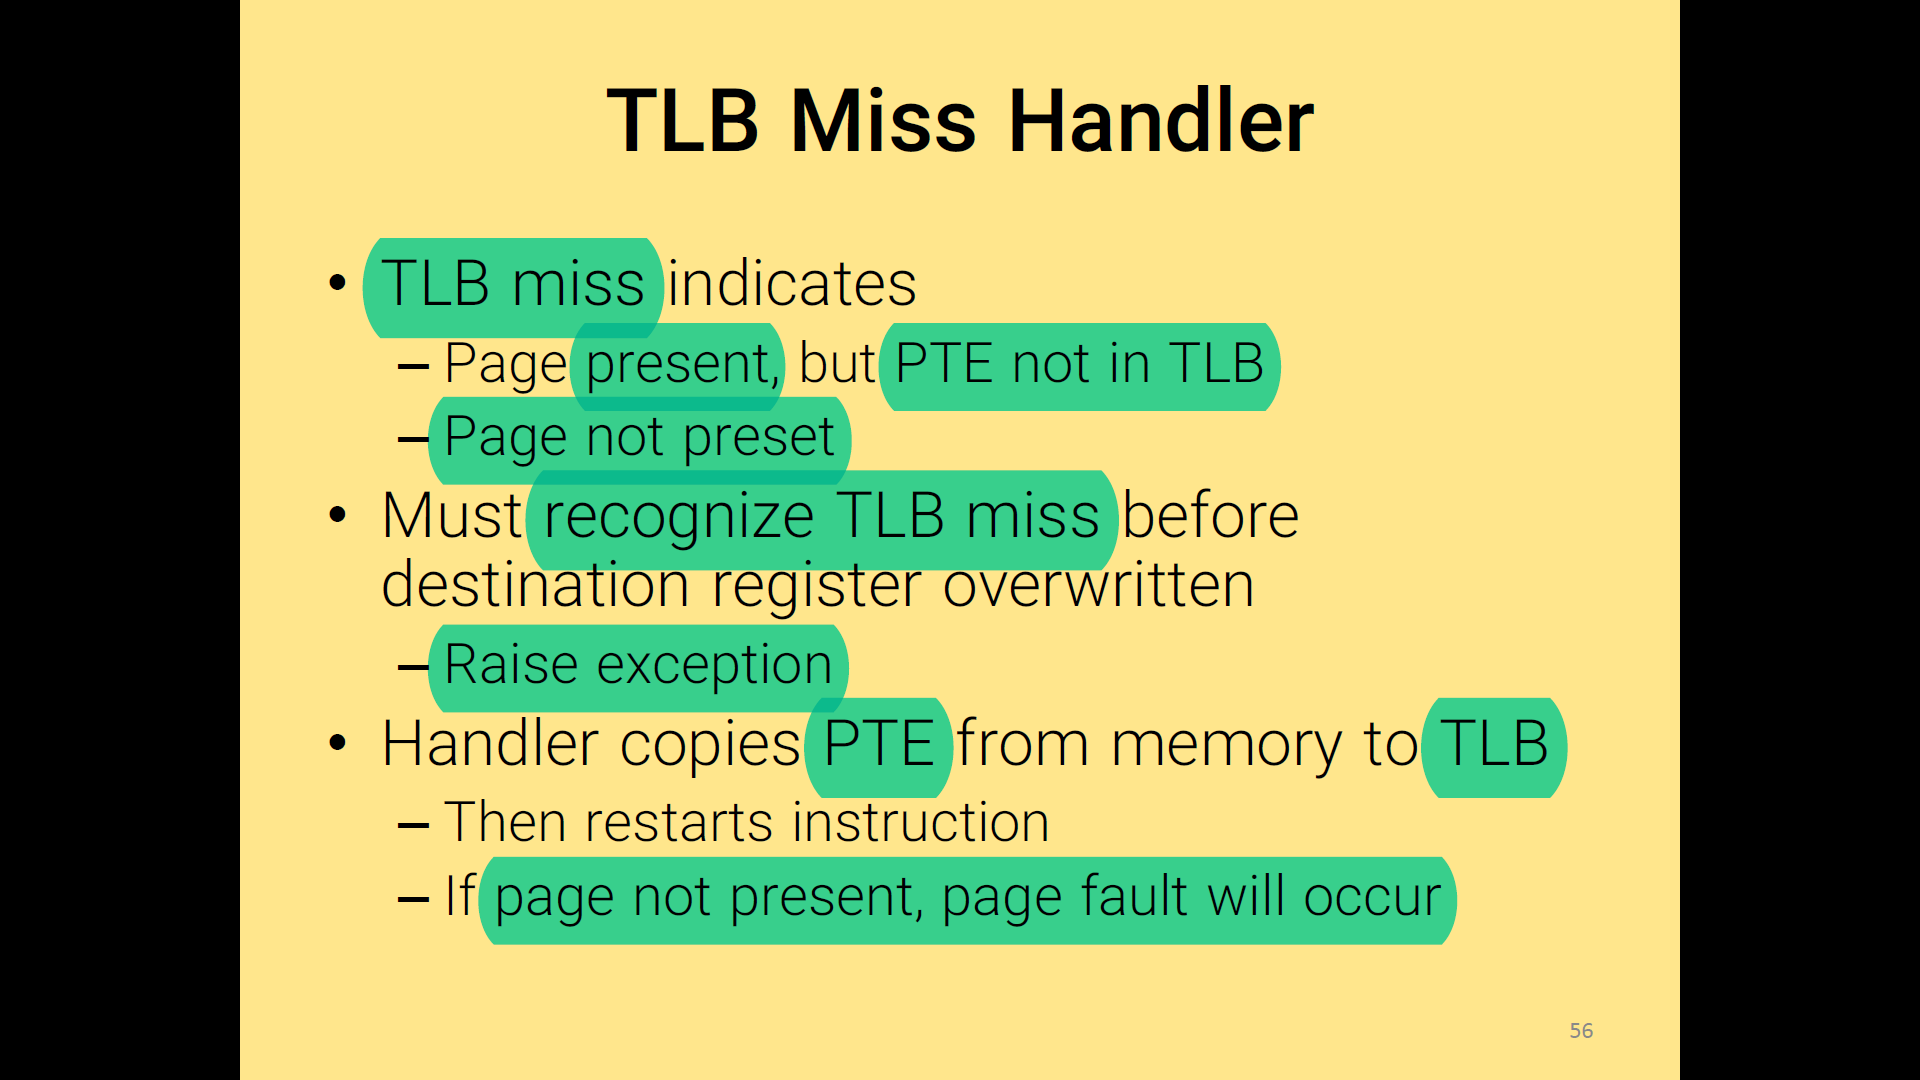 TLB Miss Handler
• TLB miss indicates
– Page present, but PTE not in TLB
– Page not preset
• Must recognize TLB miss before
destination register overwritten
– Raise exception
• Handler copies PTE from memory to TLB
– Then restarts instruction
– If page not present, page fault will occur
56